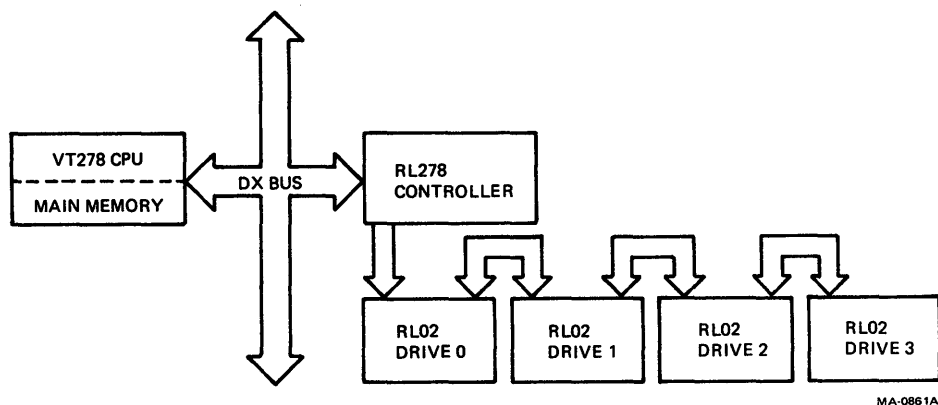 VT278 CPU
MAIN MEMORY
DX BUS
RL278
CONTROLLER
RL02
DRIVE 0
RL02
DRIVE 1
RL02
DRIVE 2
RL02
DRIVE 3
MA-0861A